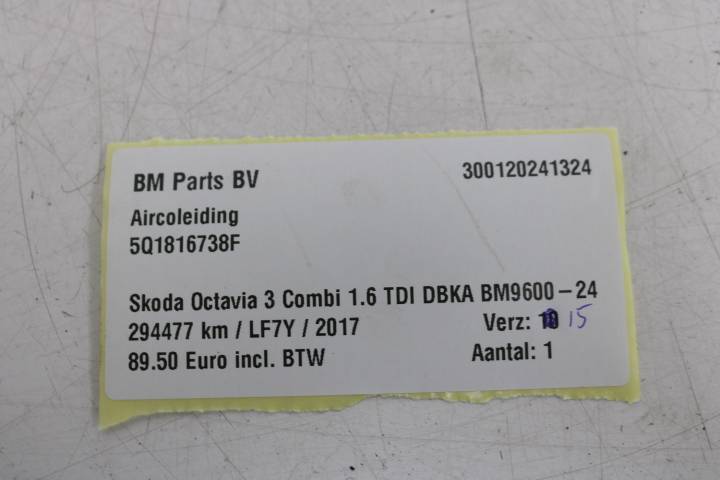 BM Parts BV 300120241324
Aircoleiding
5Q1816738F
Skoda Octavia 3 Combi 1.6 TDI DBKA BM9600-24
294477 km / LF7Y / 2017 Verz: 15
89.50 Euro incl. BTW Aantal: 1